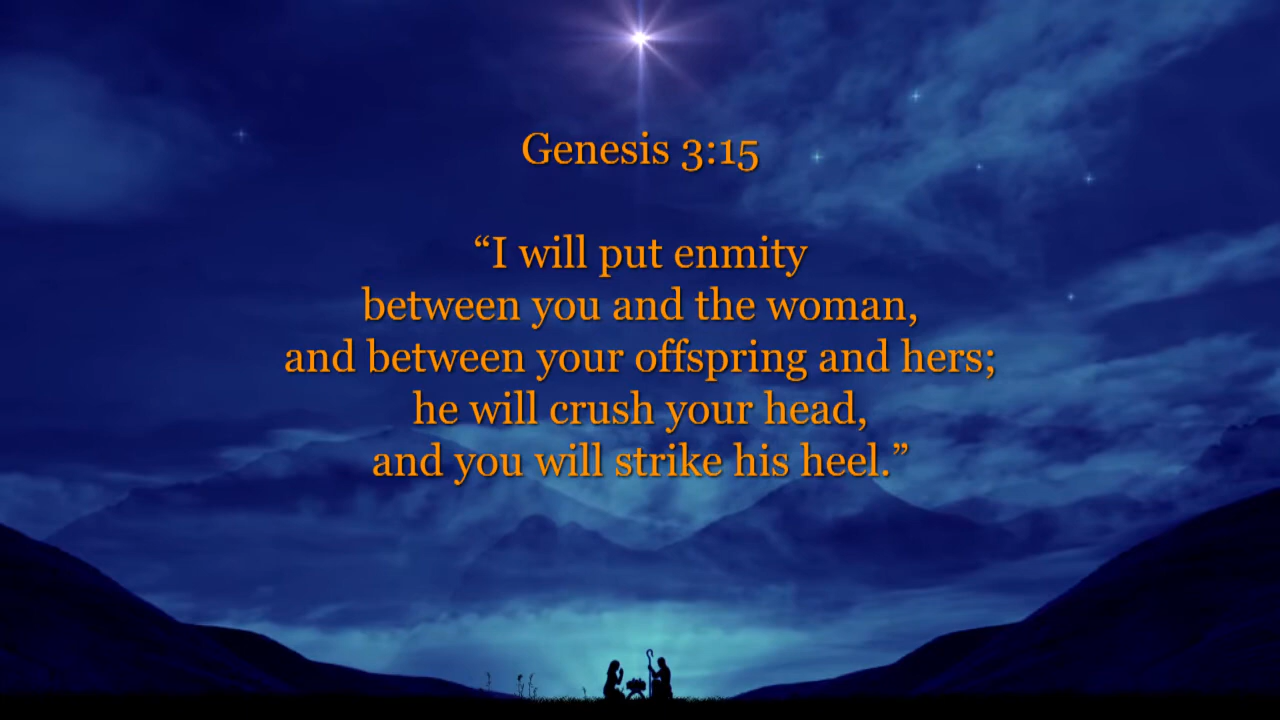 Genesis 3:15
“I will put enmity
between you and the woman,
and between your offspring and hers;
he will crush your head,
and you will strike his heel.”